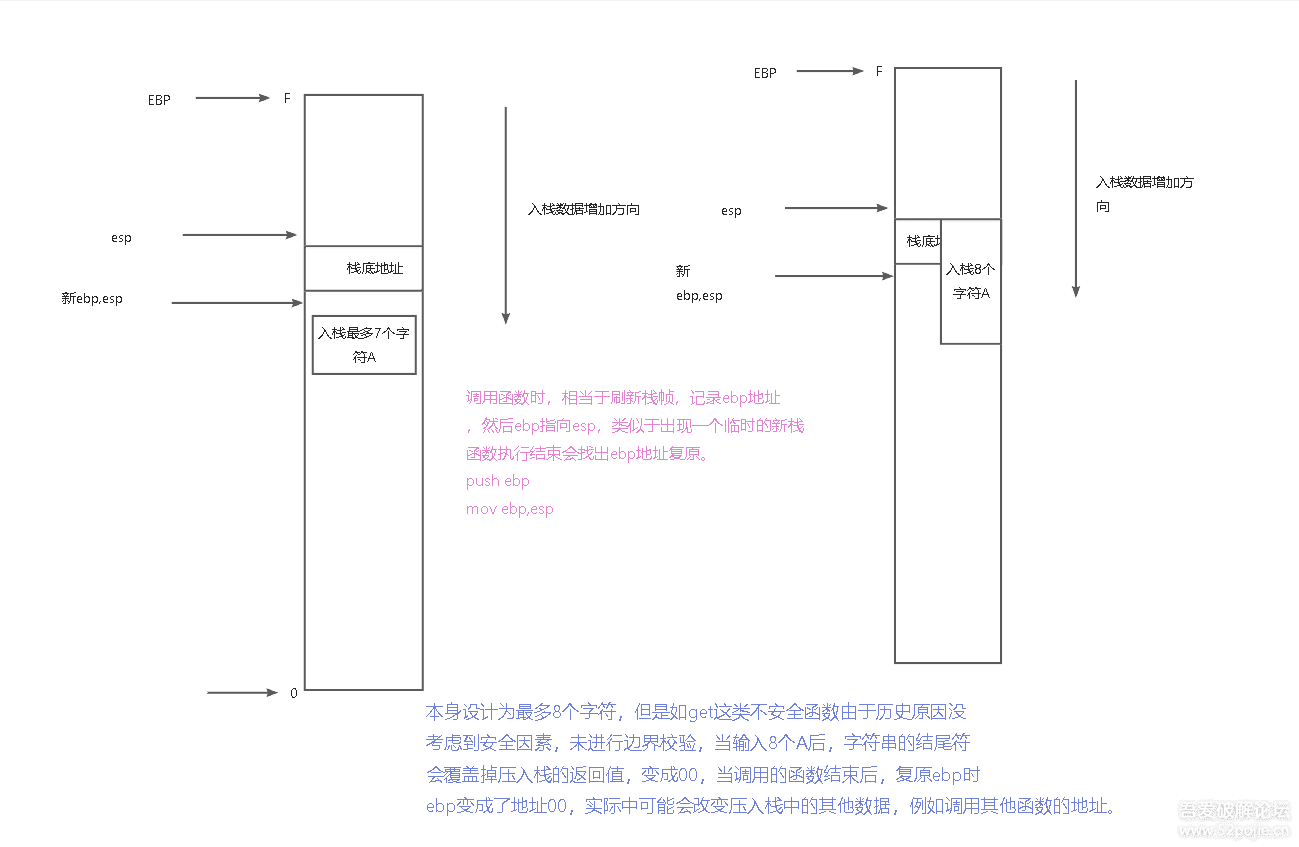 EBP
F
esp
栈底地址
新ebp,esp
入栈最多7个字
符A
0
入栈数据增加方向
EBP
F
esp
栈底
新
ebp,esp
入栈8个
字符A
入栈数据增加方
向
调用函数时，相当于刷新栈帧，记录ebp地址
，然后ebp指向esp，类似于出现一个临时的新栈
函数执行结束会找出ebp地址复原。
push ebp
mov ebp,esp
本身设计为最多8个字符，但是如get这类不安全函数由于历史原因没
考虑到安全因素，未进行边界校验，当输入8个A后，字符串的结尾符
会覆盖掉压入栈的返回值，变成00，当调用的函数结束后，复原ebp时
ebp变成了地址00，实际中可能会改变压入栈中的其他数据，例如调用其他函数的地址。
吾爱破解论坛
www.52pojie.cn